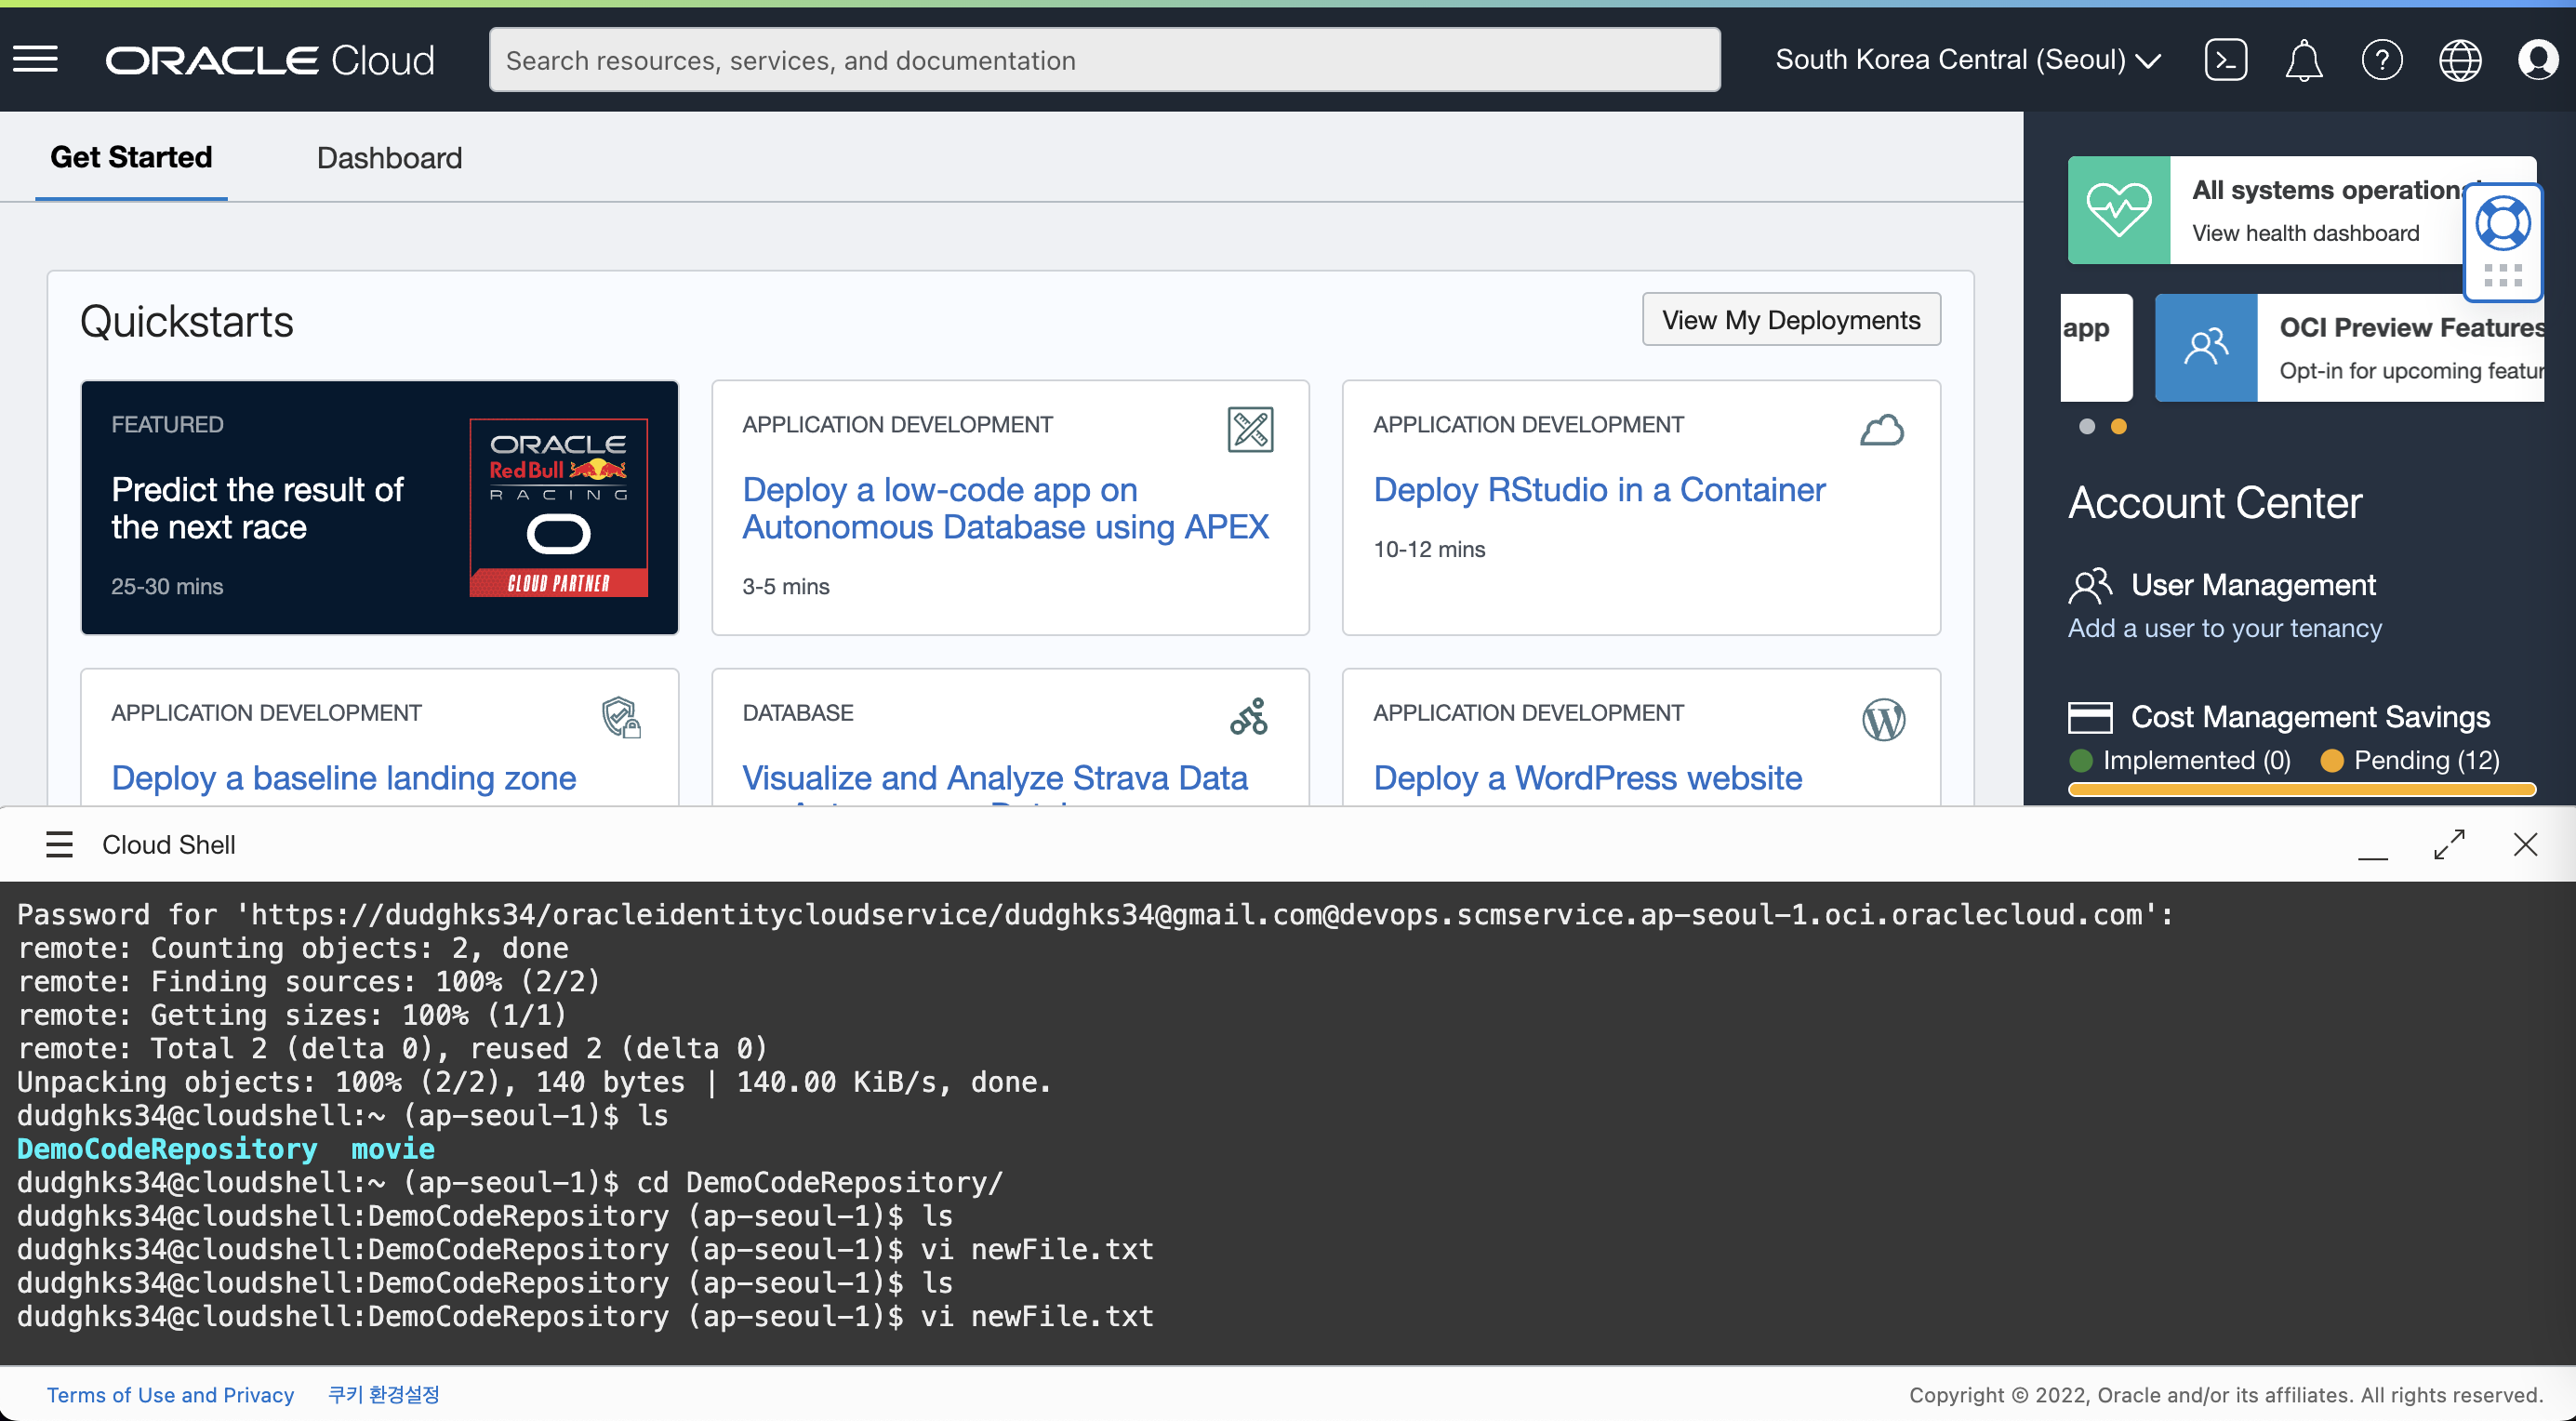 ORACLE Cloud
Search resources, services, and documentation
South Korea Central (Seoul)
Get Started
Dashboard
All systems operational
View health dashboard
app
OCI Preview Features
Opt-in for upcoming featur
Quickstarts
View My Deployments
FEATURED
Predict the result of
the next race
25-30 mins
ORACLE
Red Bull
RACING
CLOUD PARTNER
APPLICATION DEVELOPMENT
Deploy a low-code app on
Autonomous Database using APEX
3-5 mins
APPLICATION DEVELOPMENT
Deploy RStudio in a Container
10-12 mins
APPLICATION DEVELOPMENT
Deploy a baseline landing zone
DATABASE
Visualize and Analyze Strava Data
APPLICATION DEVELOPMENT
Deploy a WordPress website
Account Center
User Management
Add a user to your tenancy
Cost Management Savings
Implemented (0) Pending (12)
Cloud Shell
Password for 'https://dudghks34/oracleidentitycloudservice/dudghks34@gmail.com@devops.scmservice.ap-seoul-1.oci.oraclecloud.com':
remote: Counting objects: 2, done
remote: Finding sources: 100% (2/2)
remote: Getting sizes: 100% (1/1)
remote: Total 2 (delta 0), reused 2 (delta 0)
Unpacking objects: 100% (2/2), 140 bytes | 140.00 KiB/s, done.
dudghks34@cloudshell:~ (ap-seoul-1)$ ls
DemoCodeRepository movie
dudghks34@cloudshell:~ (ap-seoul-1)$ cd DemoCodeRepository/
dudghks34@cloudshell:DemoCodeRepository (ap-seoul-1)$ ls
dudghks34@cloudshell:DemoCodeRepository (ap-seoul-1)$ vi newFile.txt
dudghks34@cloudshell:DemoCodeRepository (ap-seoul-1)$ ls
dudghks34@cloudshell:DemoCodeRepository (ap-seoul-1)$ vi newFile.txt
Terms of Use and Privacy
쿠키 환경설정
Copyright © 2022, Oracle and/or its affiliates. All rights reserved.